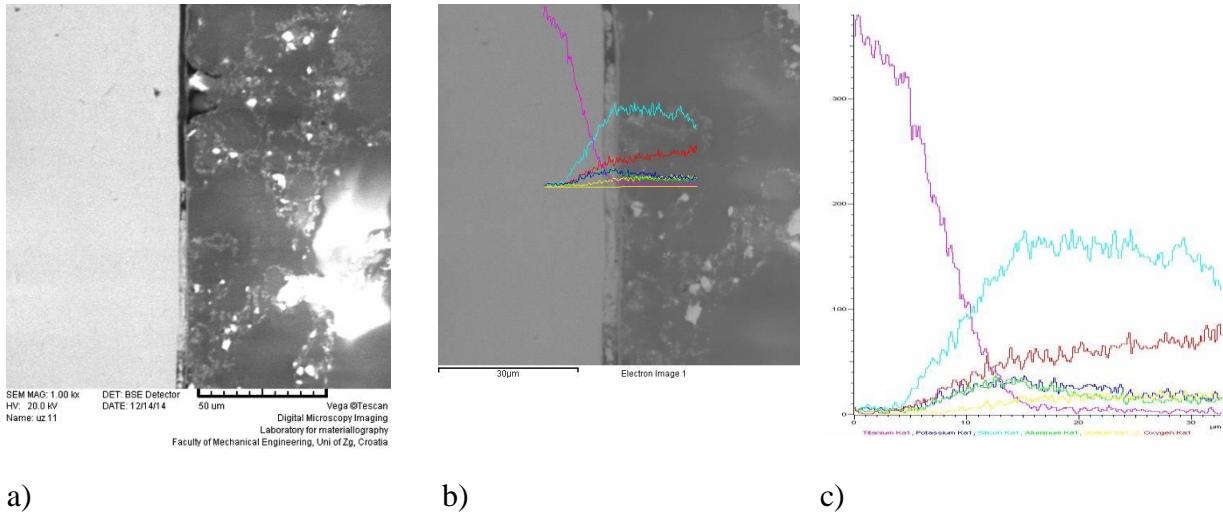 SEM MAG: 1.00 kx DET: BSE Detector
HV: 20.0 kV DATE: 12/14/14 50 um Vega ©Tescan
Name: uz 11 Digital Microscopy Imaging
Laboratory for materiallography
Faculty of Mechanical Engineering, Uni of Zg, Croatia
30µm Electron Image 1
300
200
100
0
0 10 20 30 µm
Titanium Ka1, Potassium Ka1, Silicon Ka1, Aluminum Ka1, Oxygen Ka1
a) b) c)